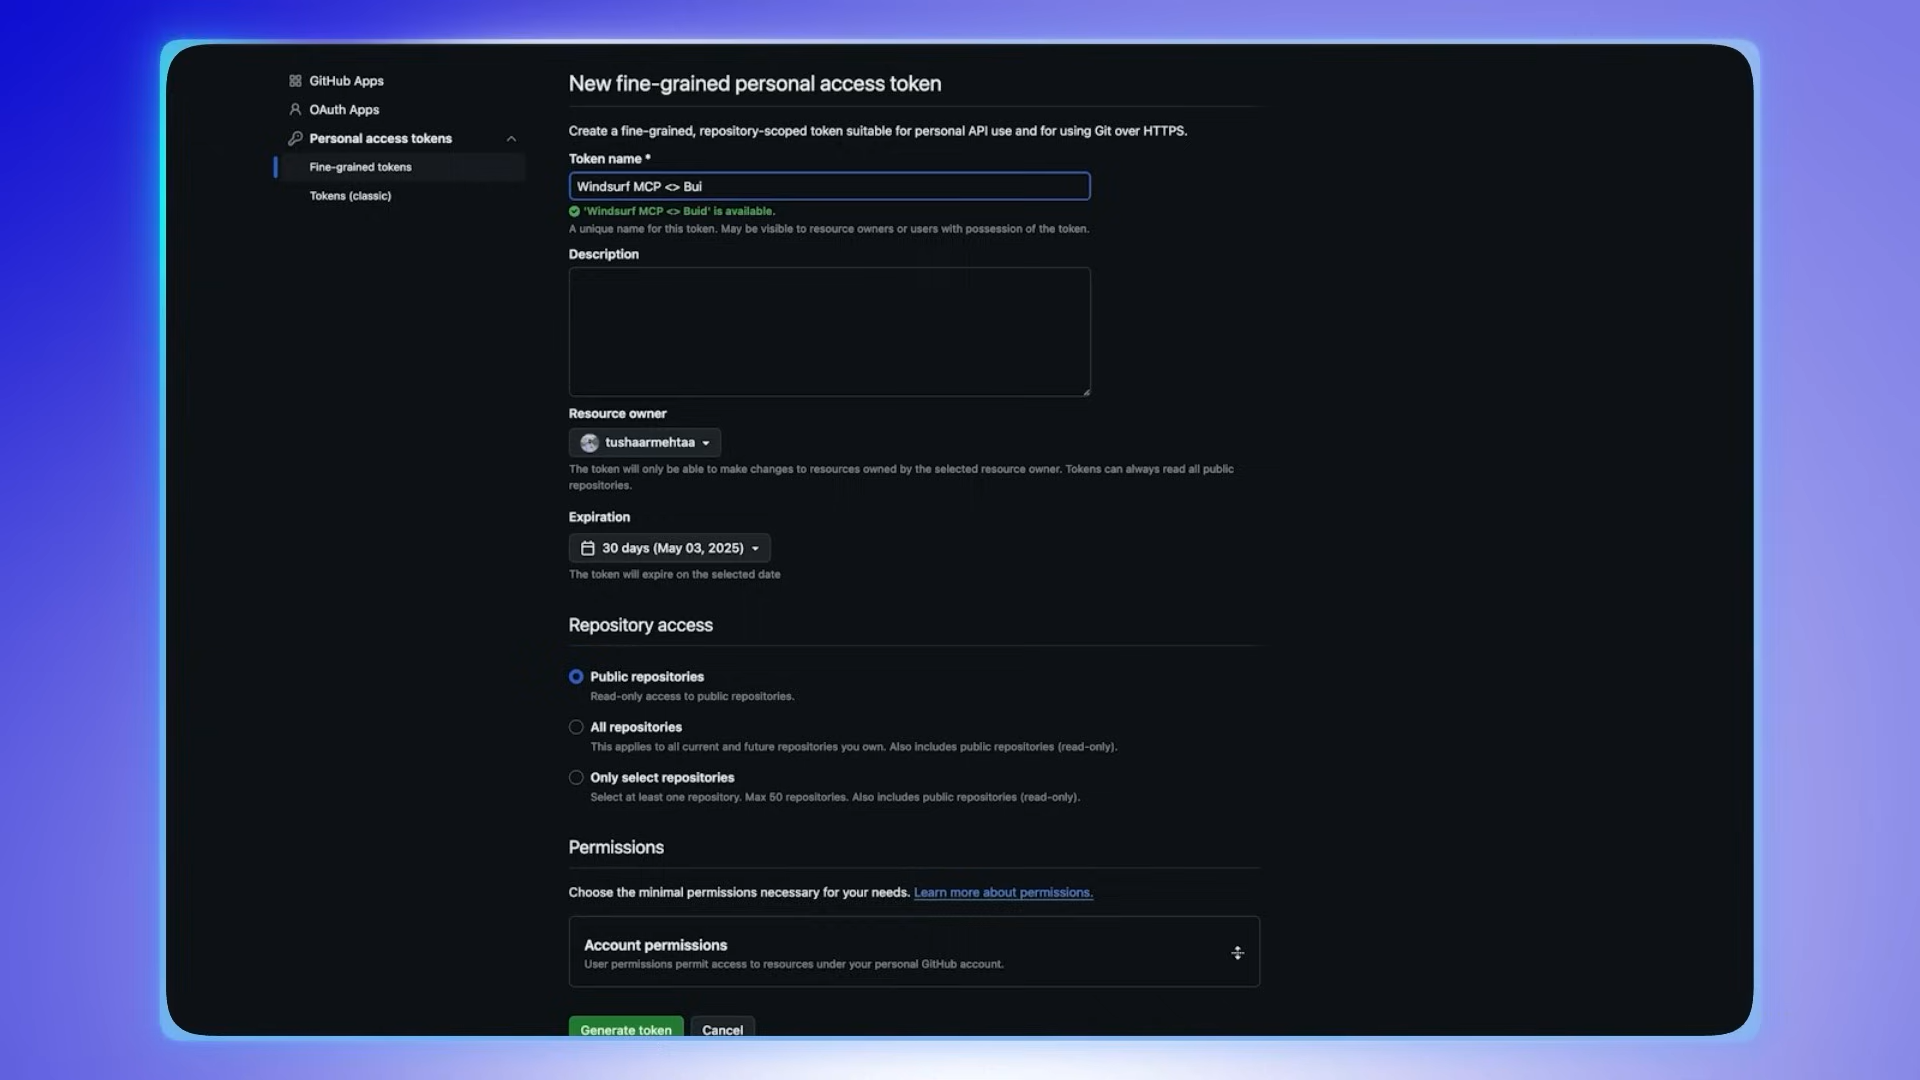 GitHub Apps
OAuth Apps
Personal access tokens
Fine-grained tokens
Tokens (classic)
New fine-grained personal access token
Create a fine-grained, repository-scoped token suitable for personal API use and for using Git over HTTPS.
Token name *
Windsurf MCP <> Bui
'Windsurf MCP <> Buid' is available.
A unique name for this token. May be visible to resource owners or users with possession of the token.
Description
Resource owner
tushaarmehtaa
The token will only be able to make changes to resources owned by the selected resource owner. Tokens can always read all public
repositories.
Expiration
30 days (May 03, 2025)
The token will expire on the selected date
Repository access
Public repositories
Read-only access to public repositories.
All repositories
This applies to all current and future repositories you own. Also includes public repositories (read-only).
Only select repositories
Select at least one repository. Max 50 repositories. Also includes public repositories (read-only).
Permissions
Choose the minimal permissions necessary for your needs. Learn more about permissions.
Account permissions
User permissions permit access to resources under your personal GitHub account.
Generate token
Cancel